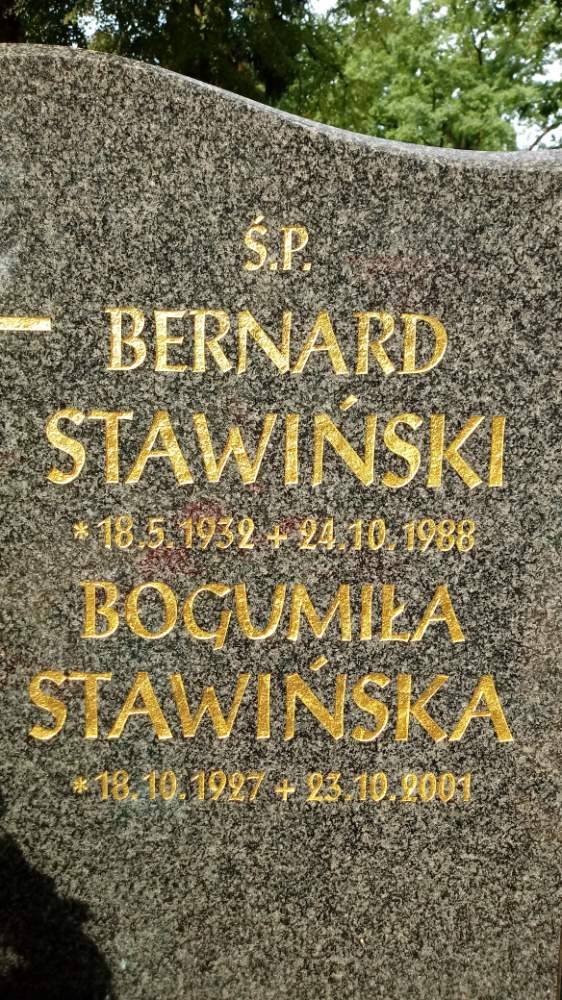 Ś.P.
BERNARD
STAWIŃSKI
* 18.5.1932 + 24.10.1988
BOGUMIŁA
STAWIŃSKA
* 18.10.1927 + 23.10.2001